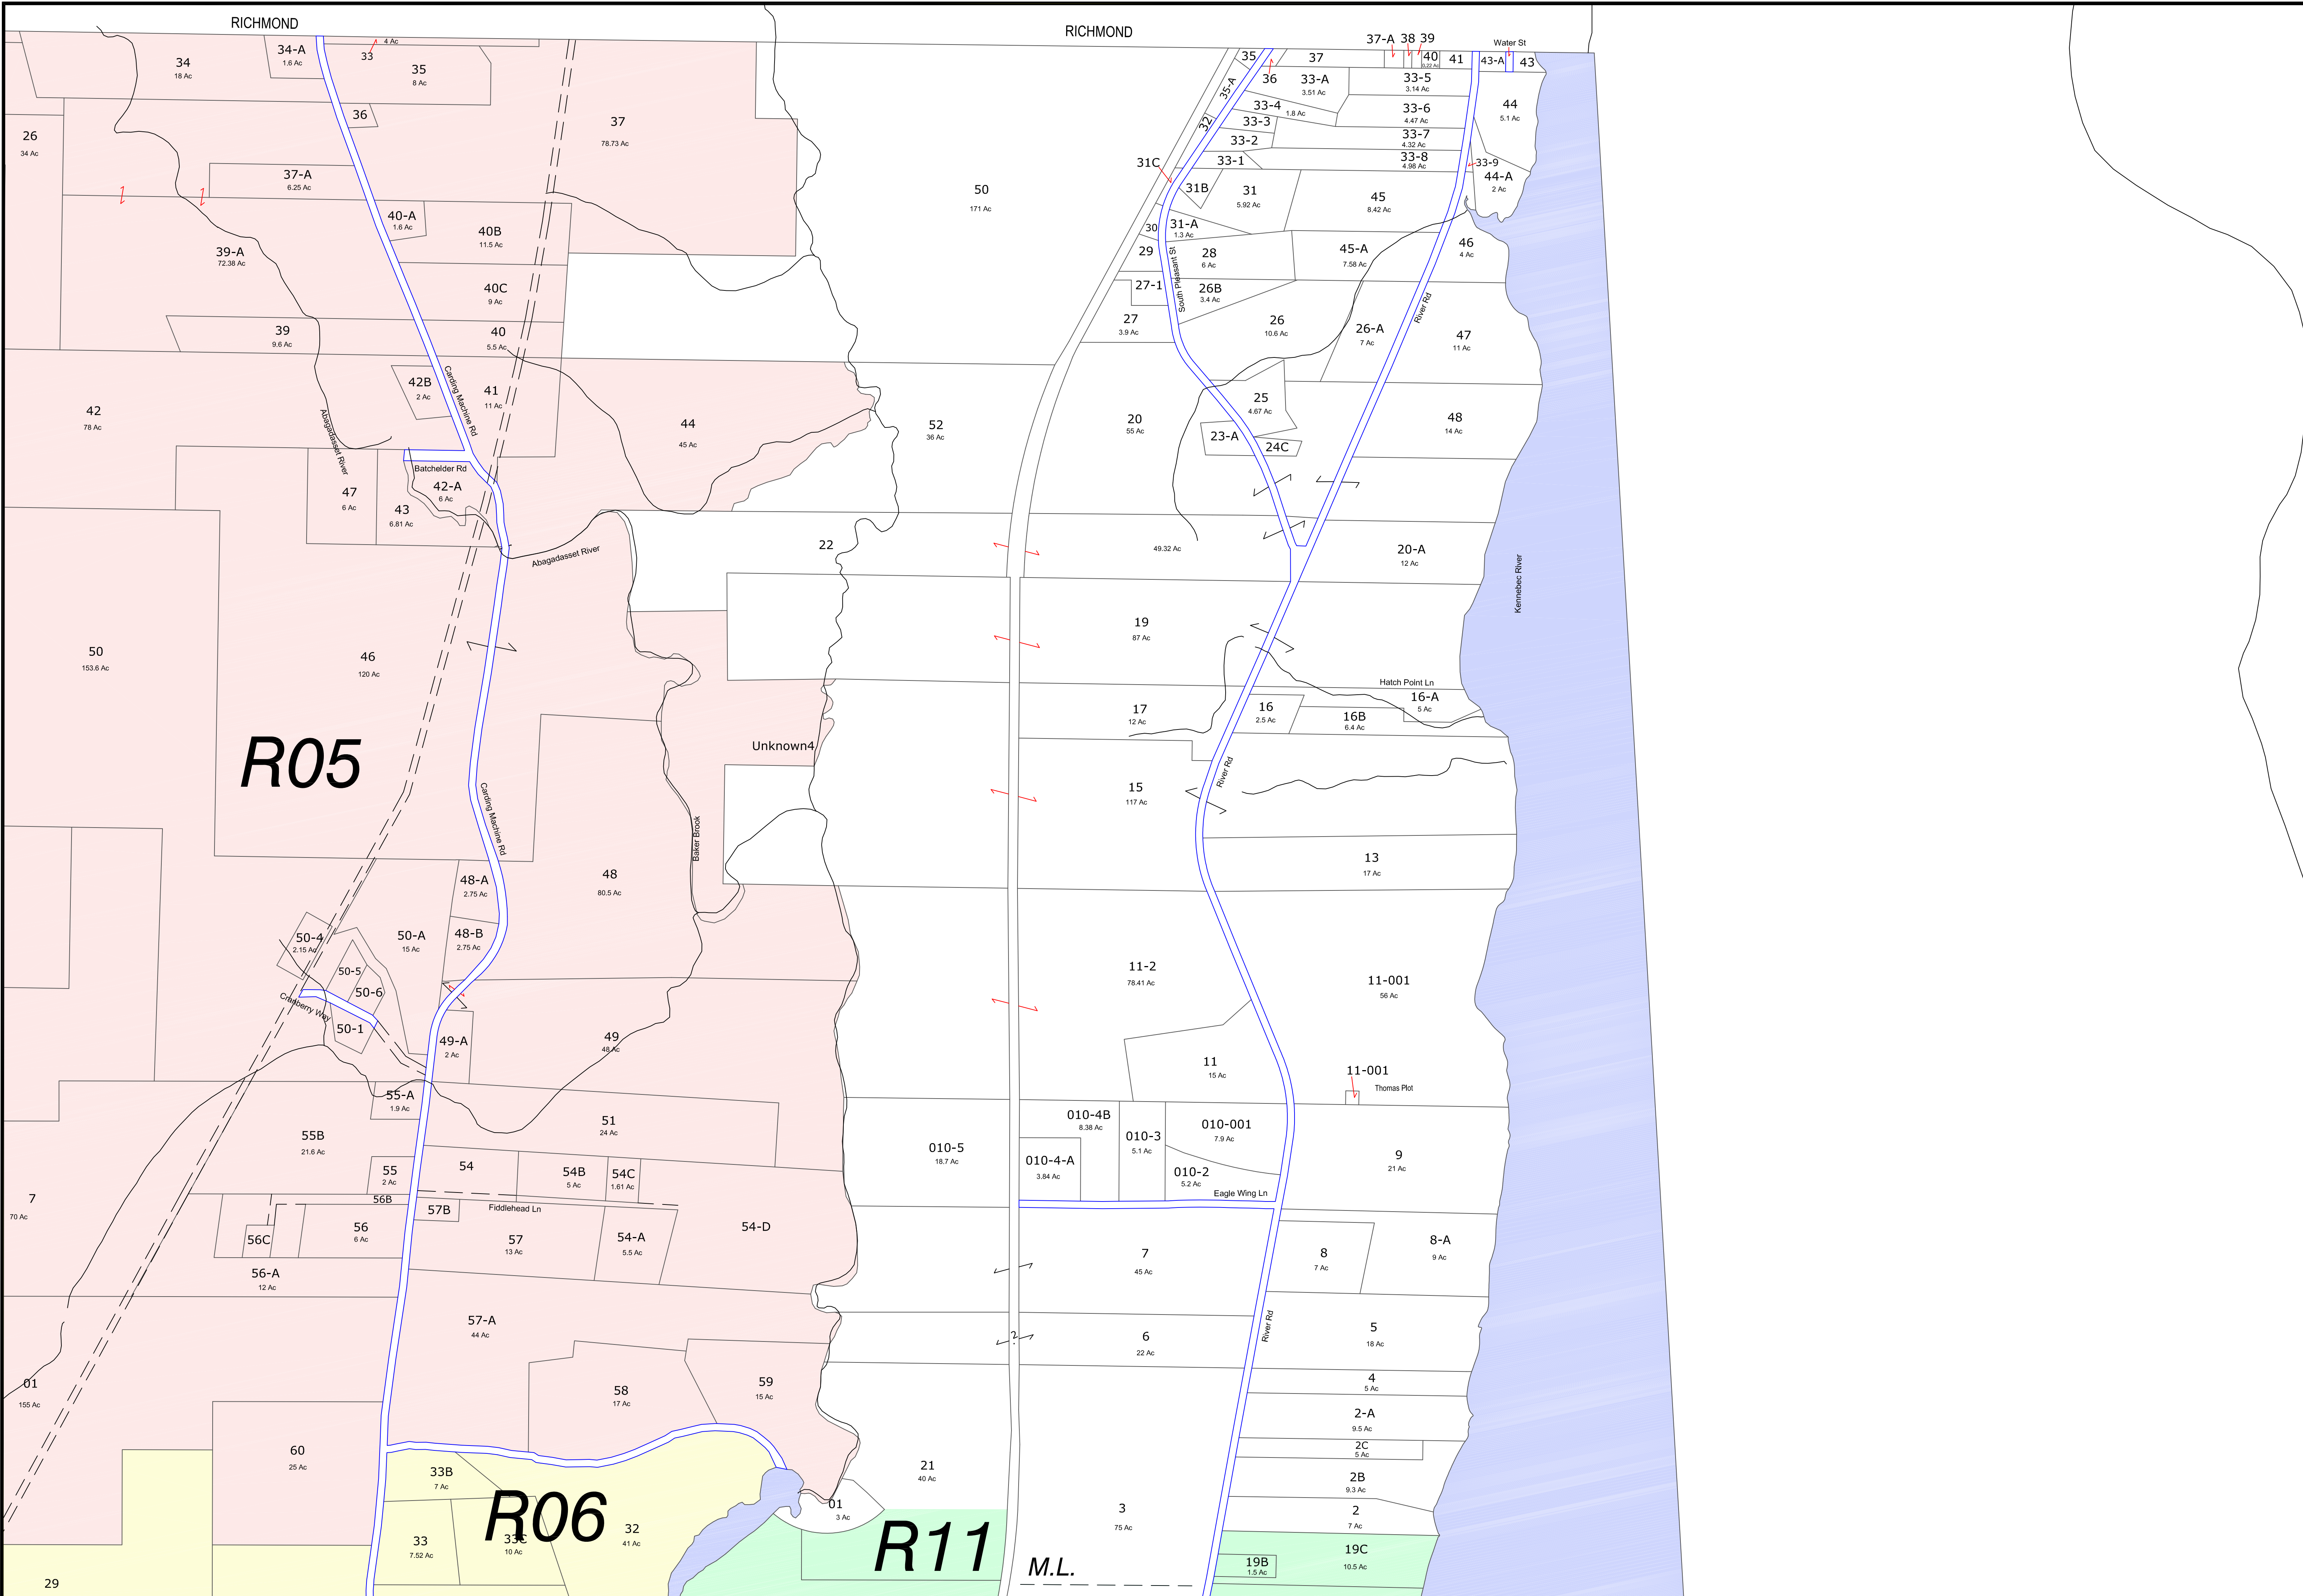 RICHMOND
RICHMOND
34
18 Ac
34-A
1.6 Ac
4 Ac
33
35
8 Ac
36
37
78.73 Ac
26
34 Ac
37-A
6.25 Ac
40-A
1.6 Ac
40B
11.5 Ac
39-A
72.38 Ac
40C
9 Ac
39
9.6 Ac
40
5.5 Ac
42B
2 Ac
41
11 Ac
Carding Machine Rd
42
78 Ac
Abagadasset River
44
45 Ac
Batchelder Rd
42-A
6 Ac
47
6 Ac
43
6.81 Ac
Abagadasset River
50
153.6 Ac
46
120 Ac
R05
Unknown4
Carding Machine Rd
Baker Brook
48-A
2.75 Ac
48
80.5 Ac
50-4
2.15 Ac
50-A
15 Ac
48-B
2.75 Ac
50-5
50-6
Cranberry Way
50-1
49-A
2 Ac
49
48 Ac
55-A
1.9 Ac
51
24 Ac
55B
21.6 Ac
55
2 Ac
54
54B
5 Ac
54C
1.61 Ac
7
70 Ac
56B
57B
Fiddlehead Ln
56C
56
6 Ac
57
13 Ac
54-A
5.5 Ac
54-D
56-A
12 Ac
57-A
44 Ac
01
155 Ac
58
17 Ac
59
15 Ac
60
25 Ac
33B
7 Ac
R06
33
7.52 Ac
33C
10 Ac
32
41 Ac
29
37-A
38
39
Water St
35
37
40
0.22 Ac
41
43-A
43
35-A
36
33-A
3.51 Ac
33-5
3.14 Ac
33-4
1.8 Ac
33-6
4.47 Ac
44
5.1 Ac
32
33-3
33-2
33-7
4.32 Ac
31C
33-1
33-8
4.98 Ac
33-9
44-A
2 Ac
50
171 Ac
31B
31
5.92 Ac
45
8.42 Ac
30
31-A
1.3 Ac
29
South Pleasant St
28
6 Ac
45-A
7.58 Ac
46
4 Ac
27-1
26B
3.4 Ac
27
3.9 Ac
26
10.6 Ac
26-A
7 Ac
River Rd
47
11 Ac
25
4.67 Ac
52
36 Ac
20
55 Ac
23-A
24C
48
14 Ac
22
49.32 Ac
20-A
12 Ac
Kennebec River
19
87 Ac
Hatch Point Ln
17
12 Ac
16
2.5 Ac
16-A
5 Ac
16B
6.4 Ac
River Rd
15
117 Ac
13
17 Ac
11-2
78.41 Ac
11-001
56 Ac
11
15 Ac
11-001
Thomas Plot
010-4B
8.38 Ac
010-3
5.1 Ac
010-001
7.9 Ac
010-5
18.7 Ac
010-4-A
3.84 Ac
010-2
5.2 Ac
9
21 Ac
Eagle Wing Ln
7
45 Ac
8
7 Ac
8-A
9 Ac
?
6
22 Ac
River Rd
5
18 Ac
4
5 Ac
2-A
9.5 Ac
2C
5 Ac
21
40 Ac
2B
9.3 Ac
01
3 Ac
3
75 Ac
2
7 Ac
R11
19C
10.5 Ac
19B
1.5 Ac
M.L.